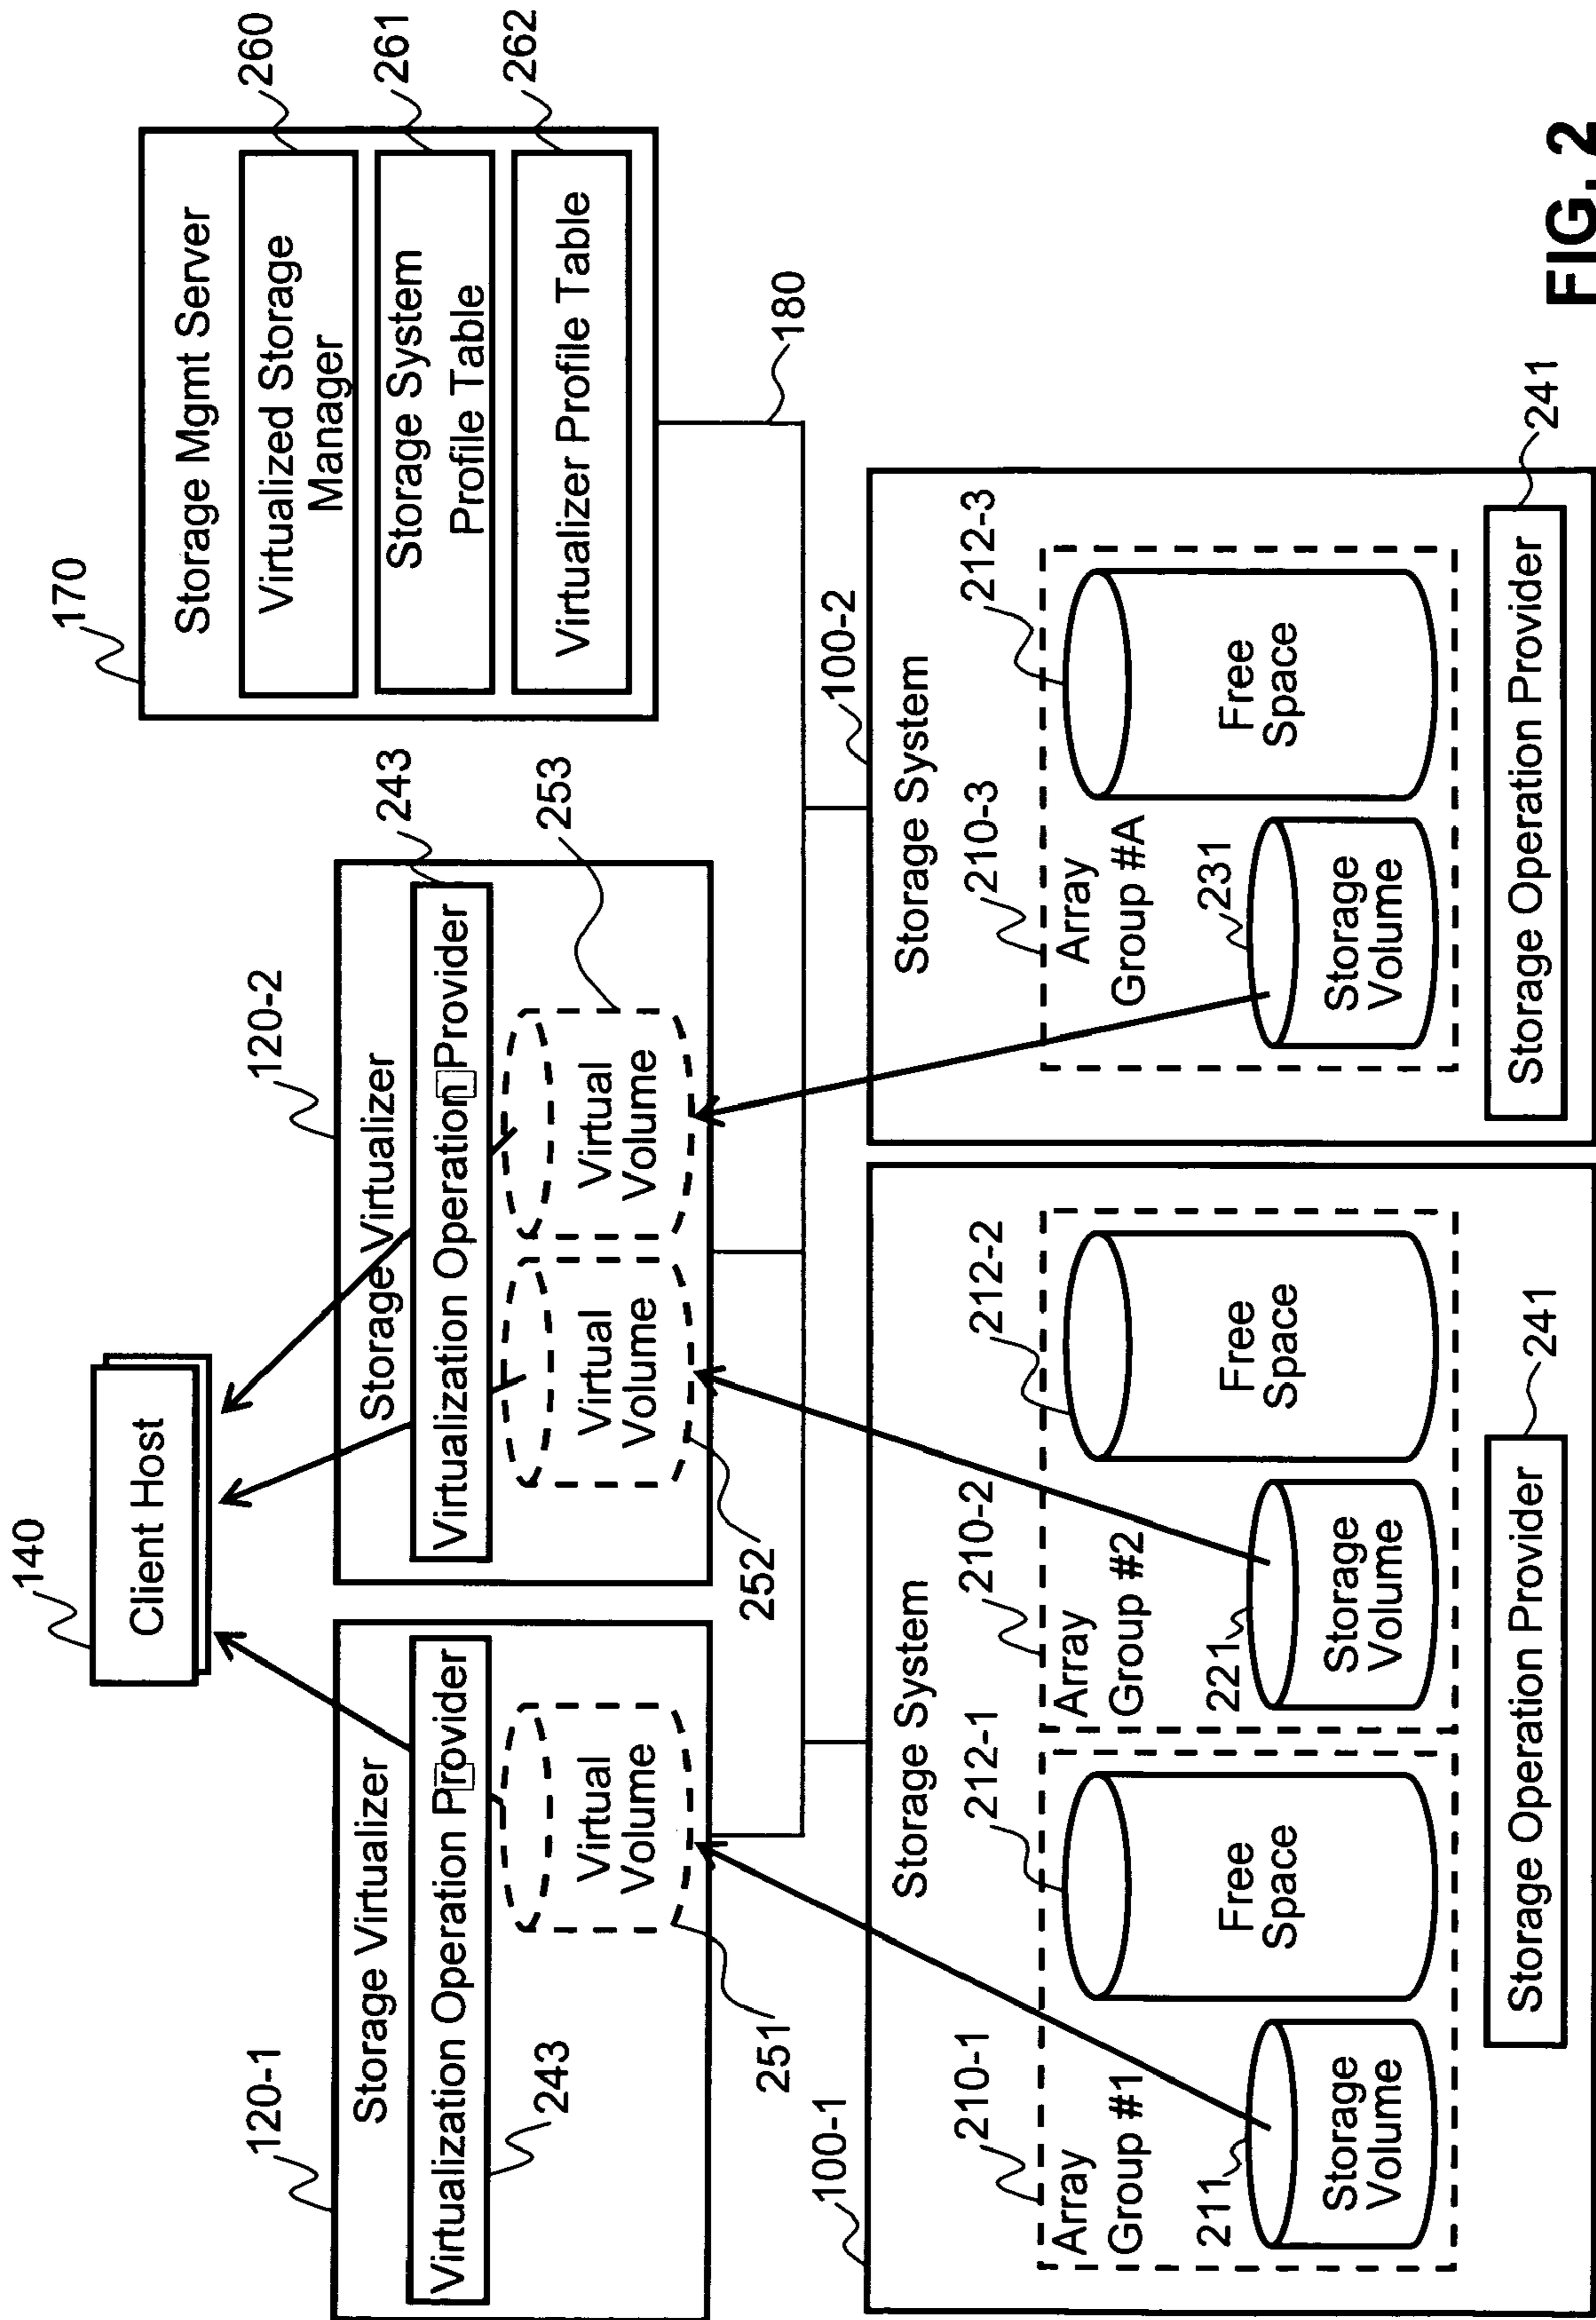 140
Client Host
120-1
Storage Virtualizer
Virtualization Operation Provider
243
Virtual
Volume
251
120-2
Storage Virtualizer
Virtualization Operation Provider
243
Virtual
Volume
252
Virtual
Volume
253
170
Storage Mgmt Server
Virtualized Storage
Manager
260
Storage System
Profile Table
261
Virtualizer Profile Table
262
180
100-1
Storage System
210-1
Array
Group #1
211
Storage
Volume
212-1
Free
Space
210-2
Array
Group #2
221
Storage
Volume
212-2
Free
Space
Storage Operation Provider
241
100-2
Storage System
210-3
Array
Group #A
231
Storage
Volume
212-3
Free
Space
Storage Operation Provider
241
FIG. 2